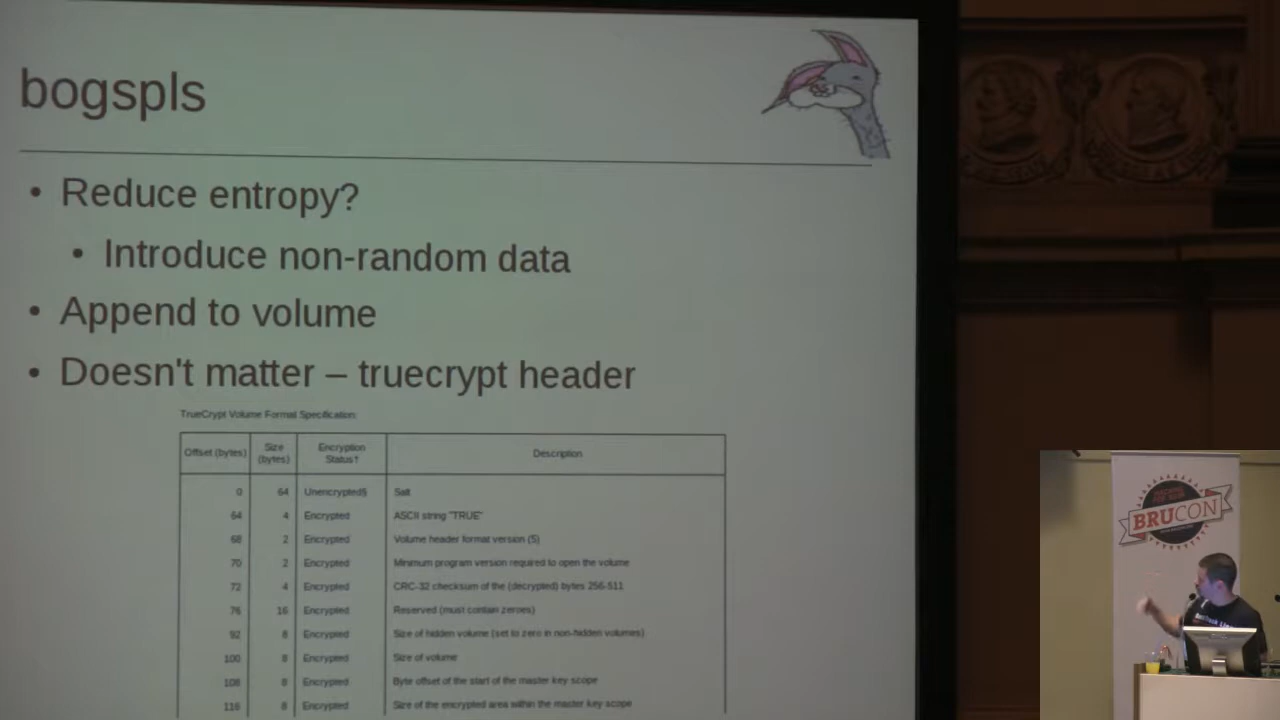 bogspls
• Reduce entropy?
• Introduce non-random data
• Append to volume
• Doesn't matter – truecrypt header
TrueCrypt Volume Format Specification:
Offset (bytes) Size (bytes) Encryption Status† Description
0 64 Unencrypted§ Salt
64 4 Encrypted ASCII string "TRUE"
68 2 Encrypted Volume header format version (5)
70 2 Encrypted Minimum program version required to open the volume
72 4 Encrypted CRC-32 checksum of the (decrypted) bytes 256-511
76 16 Encrypted Reserved (must contain zeroes)
92 8 Encrypted Size of hidden volume (set to zero in non-hidden volumes)
100 8 Encrypted Size of volume
108 8 Encrypted Byte offset of the start of the master key scope
116 8 Encrypted Size of the encrypted area within the master key scope
BRUCON